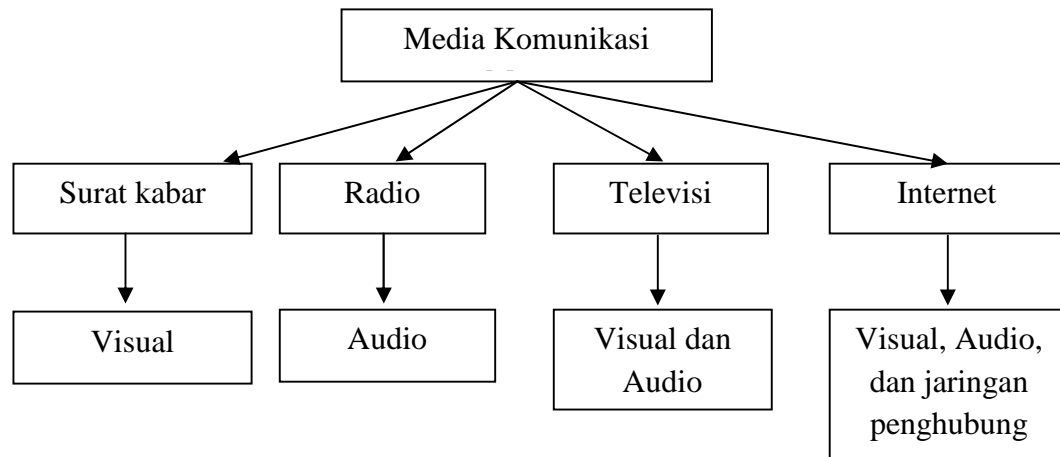 Media Komunikasi
Surat kabar
Radio
Televisi
Internet
Visual
Audio
Visual dan
Audio
Visual, Audio,
dan jaringan
penghubung